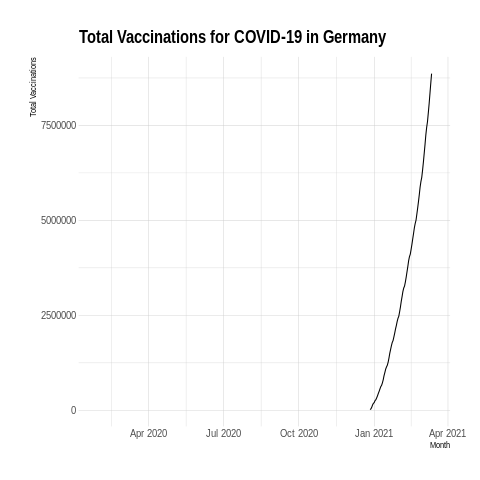 Total Vaccinations for COVID-19 in Germany
Total Vaccinations
7500000
5000000
2500000
0
Apr 2020 Jul 2020 Oct 2020 Jan 2021 Apr 2021
Month